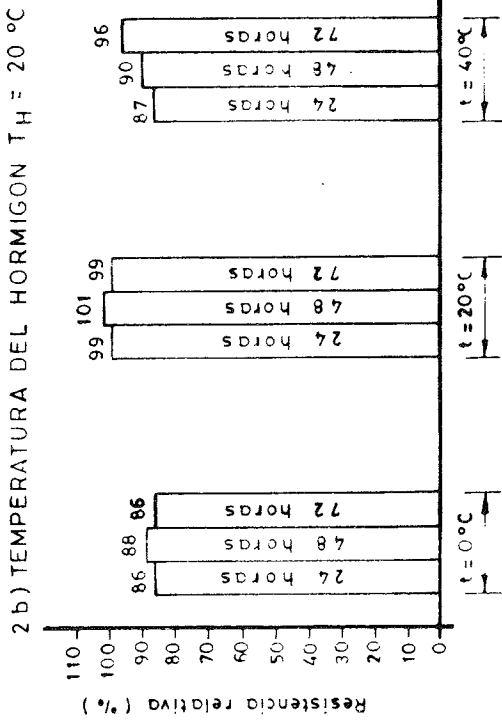 2 b) TEMPERATURA DEL HORMIGON T_H = 20 °C
Resistencia relativa (%)
110
100
90
80
70
60
50
40
30
20
10
0
86
88
86
24 horas
48 horas
72 horas
t = 0°C
99
101
99
24 horas
48 horas
72 horas
t = 20°C
87
90
96
24 horas
48 horas
72 horas
t = 40°C